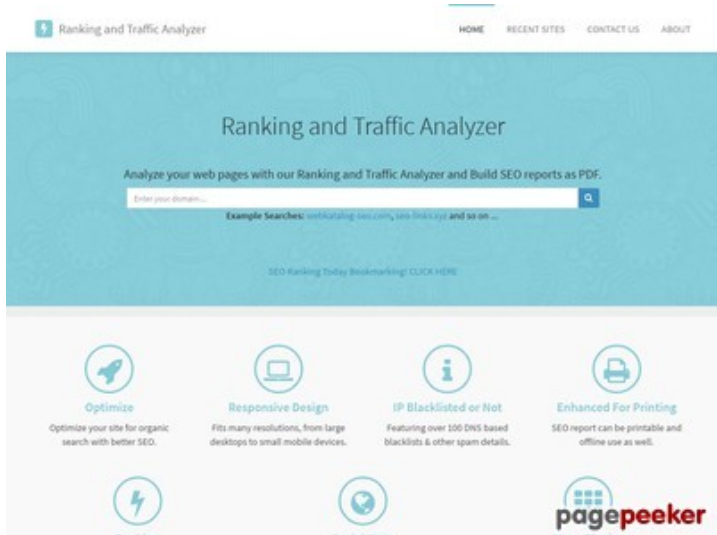 Ranking and Traffic Analyzer
HOME RECENT SITES CONTACT US ABOUT
Ranking and Traffic Analyzer
Analyze your web pages with our Ranking and Traffic Analyzer and Build SEO reports as PDF.
Enter your domain...
Example Searches: webkatalog-seo.com, seo-links.xyz and so on ...
SEO Ranking Today Bookmarking! CLICK HERE
Optimize Responsive Design IP Blacklisted or Not Enhanced For Printing
Optimize your site for organic Fits many resolutions, from large Featuring over 100 DNS based SEO report can be printable and
search with better SEO. desktops to small mobile devices. blacklists & other spam details. offline use as well.
pagepeeker